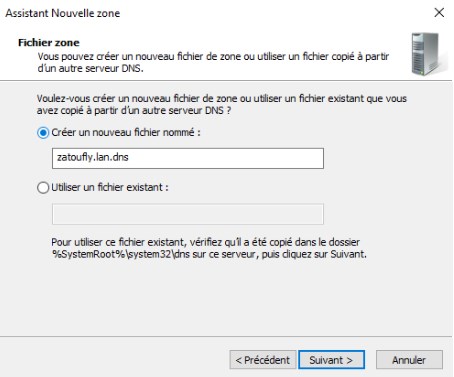 Assistant Nouvelle zone
Fichier zone
Vous pouvez créer un nouveau fichier de zone ou utiliser un fichier copié à partir
d'un autre serveur DNS.
Voulez-vous créer un nouveau fichier de zone ou utiliser un fichier existant que vous
avez copié à partir d'un autre serveur DNS ?
Créer un nouveau fichier nommé :
zatoufly.lan.dns
Utiliser un fichier existant :
Pour utiliser ce fichier existant, vérifiez qu'il a été copié dans le dossier
%SystemRoot%\system32\dns sur ce serveur, puis cliquez sur Suivant.
< Précédent Suivant > Annuler